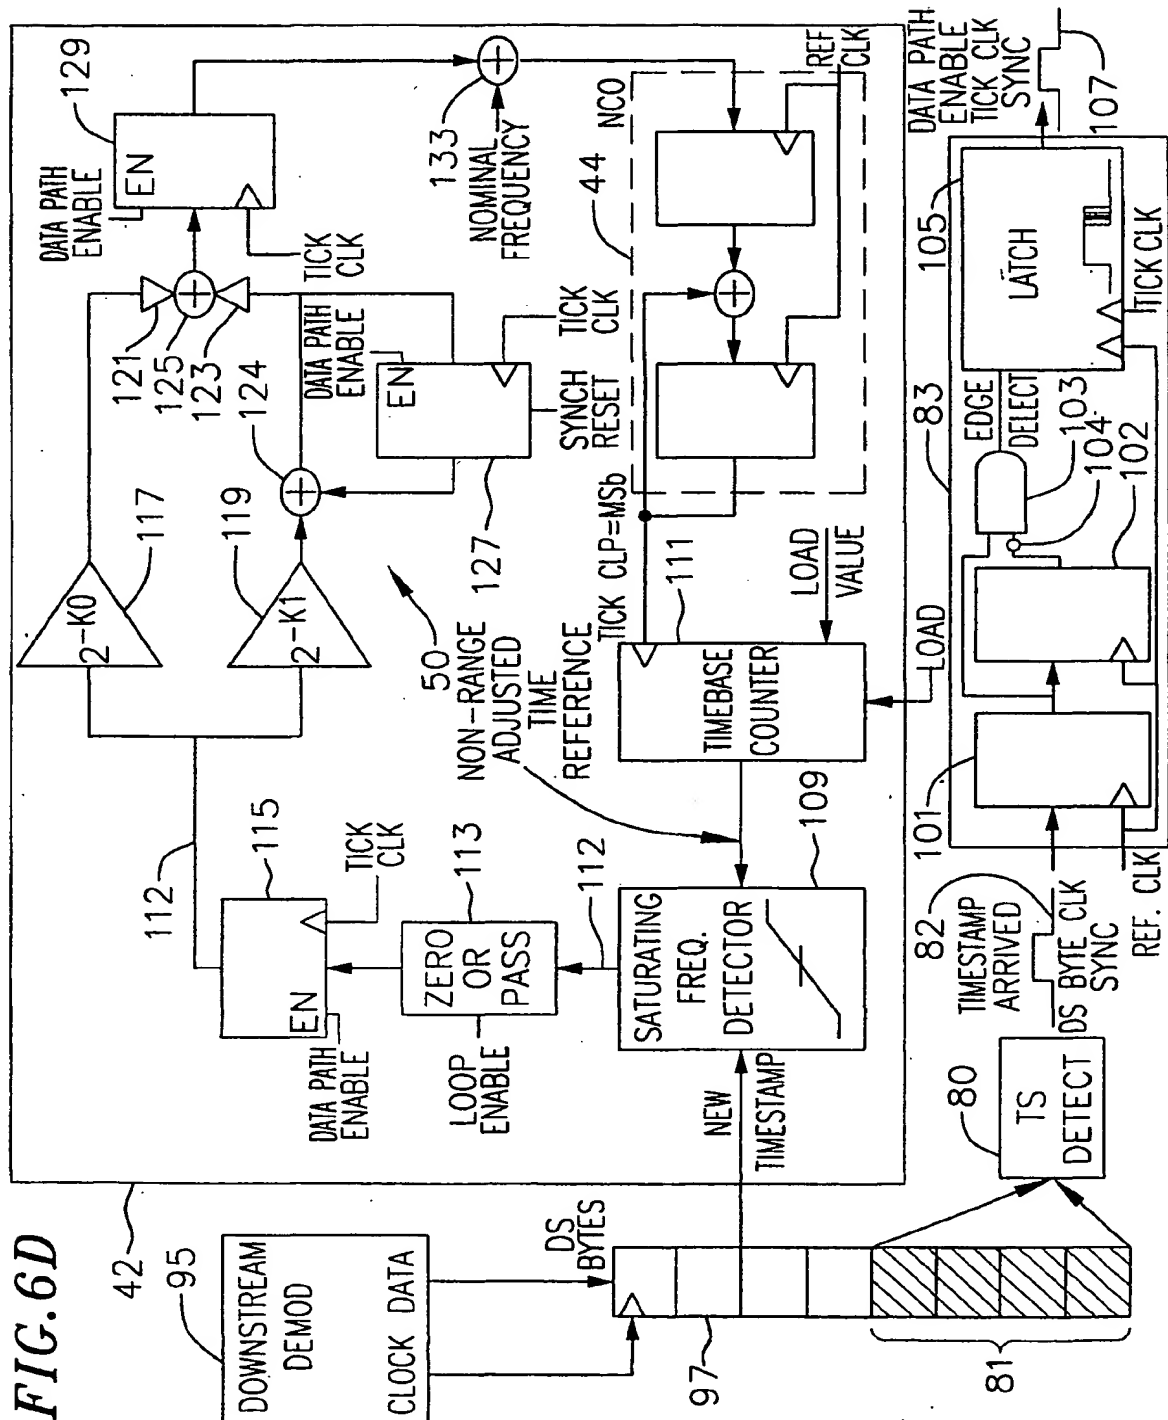 FIG.6D
95
DOWNSTREAM
DEMOD
CLOCK DATA
42
DS
BYTES
97
81
80
TS
DETECT
NEW
TIMESTAMP
SATURATING
FREQ.
DETECTOR
109
112
LOOP
ENABLE
ZERO
OR
PASS
113
DATA PATH
ENABLE
EN
115
TICK
CLK
112
50
NON-RANGE
ADJUSTED
TIME
REFERENCE
TIMEBASE
COUNTER
111
TICK CLP=MSb
LOAD
VALUE
LOAD
2-K0
117
2-K1
119
124
127
EN
DATA PATH
ENABLE
SYNCH
RESET
TICK
CLK
121
125
123
DATA PATH
ENABLE
EN
129
TICK
CLK
133
NOMINAL
FREQUENCY
44
NCO
REF
CLK
82
TIMESTAMP
ARRIVED
DS BYTE CLK
SYNC
REF. CLK
101
83
EDGE
DELECT
103
104
102
LATCH
105
TICK CLK
DATA PATH
ENABLE
TICK CLK
SYNC
107